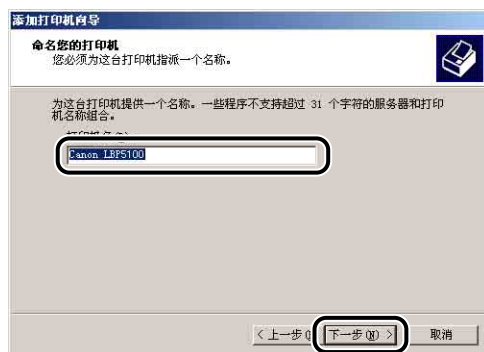 添加打印机向导
命名您的打印机
您必须为这台打印机指派一个名称。
为这台打印机提供一个名称。一些程序不支持超过 31 个字符的服务器和打印
机名称组合。
Canon LBP5100
<上一步
下一步(N) >
取消